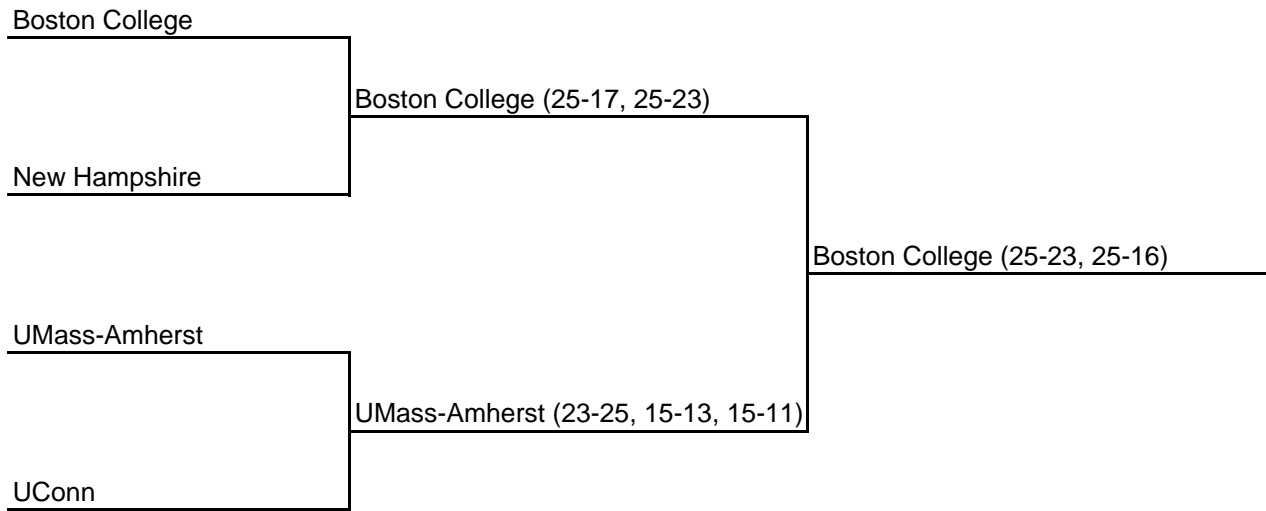 Boston College
Boston College (25-17, 25-23)
New Hampshire
Boston College (25-23, 25-16)
UMass-Amherst
UMass-Amherst (23-25, 15-13, 15-11)
UConn